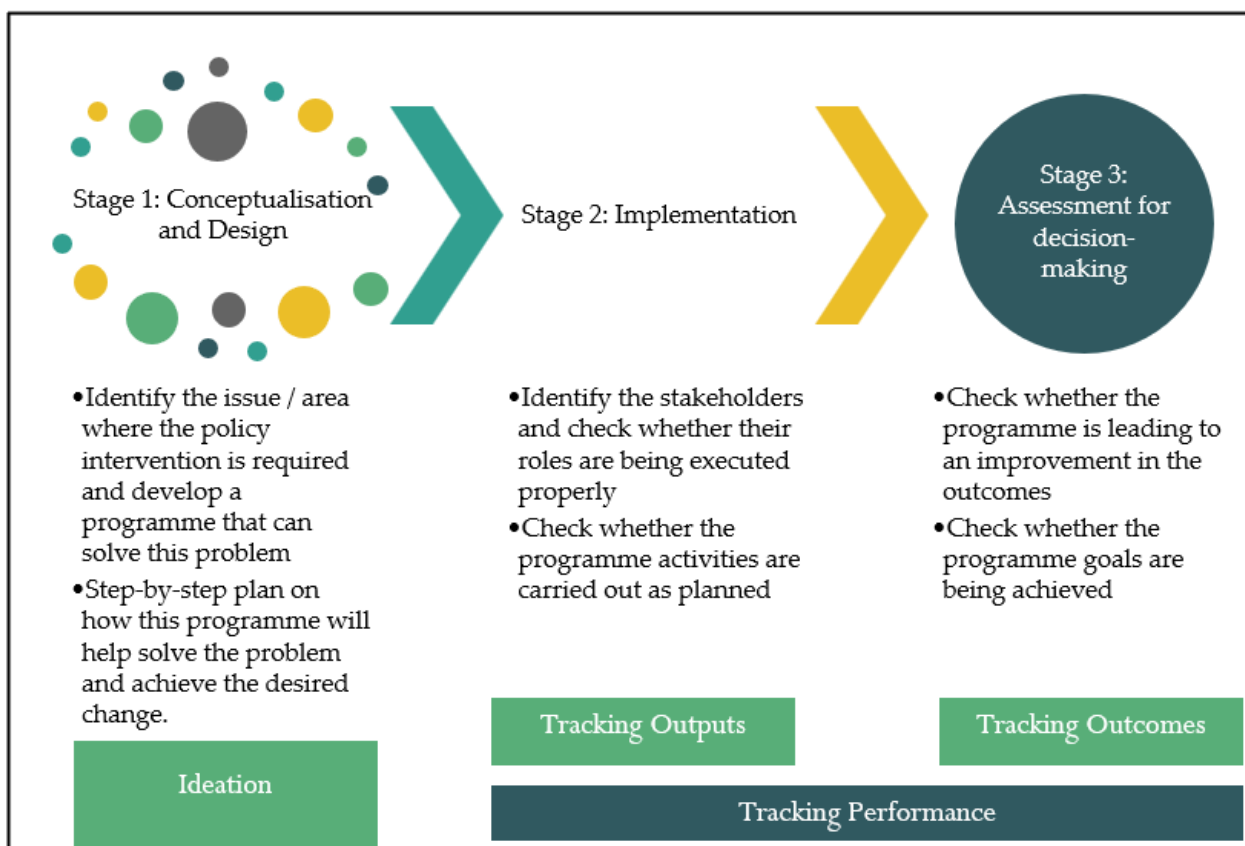 Stage 1: Conceptualisation
and Design
Stage 2: Implementation
Stage 3:
Assessment for
decision-
making
•Identify the issue / area
where the policy
intervention is required
and develop a
programme that can
solve this problem
•Step-by-step plan on
how this programme will
help solve the problem
and achieve the desired
change.
•Identify the stakeholders
and check whether their
roles are being executed
properly
•Check whether the
programme activities are
carried out as planned
•Check whether the
programme is leading to
an improvement in the
outcomes
•Check whether the
programme goals are
being achieved
Ideation
Tracking Outputs
Tracking Outcomes
Tracking Performance